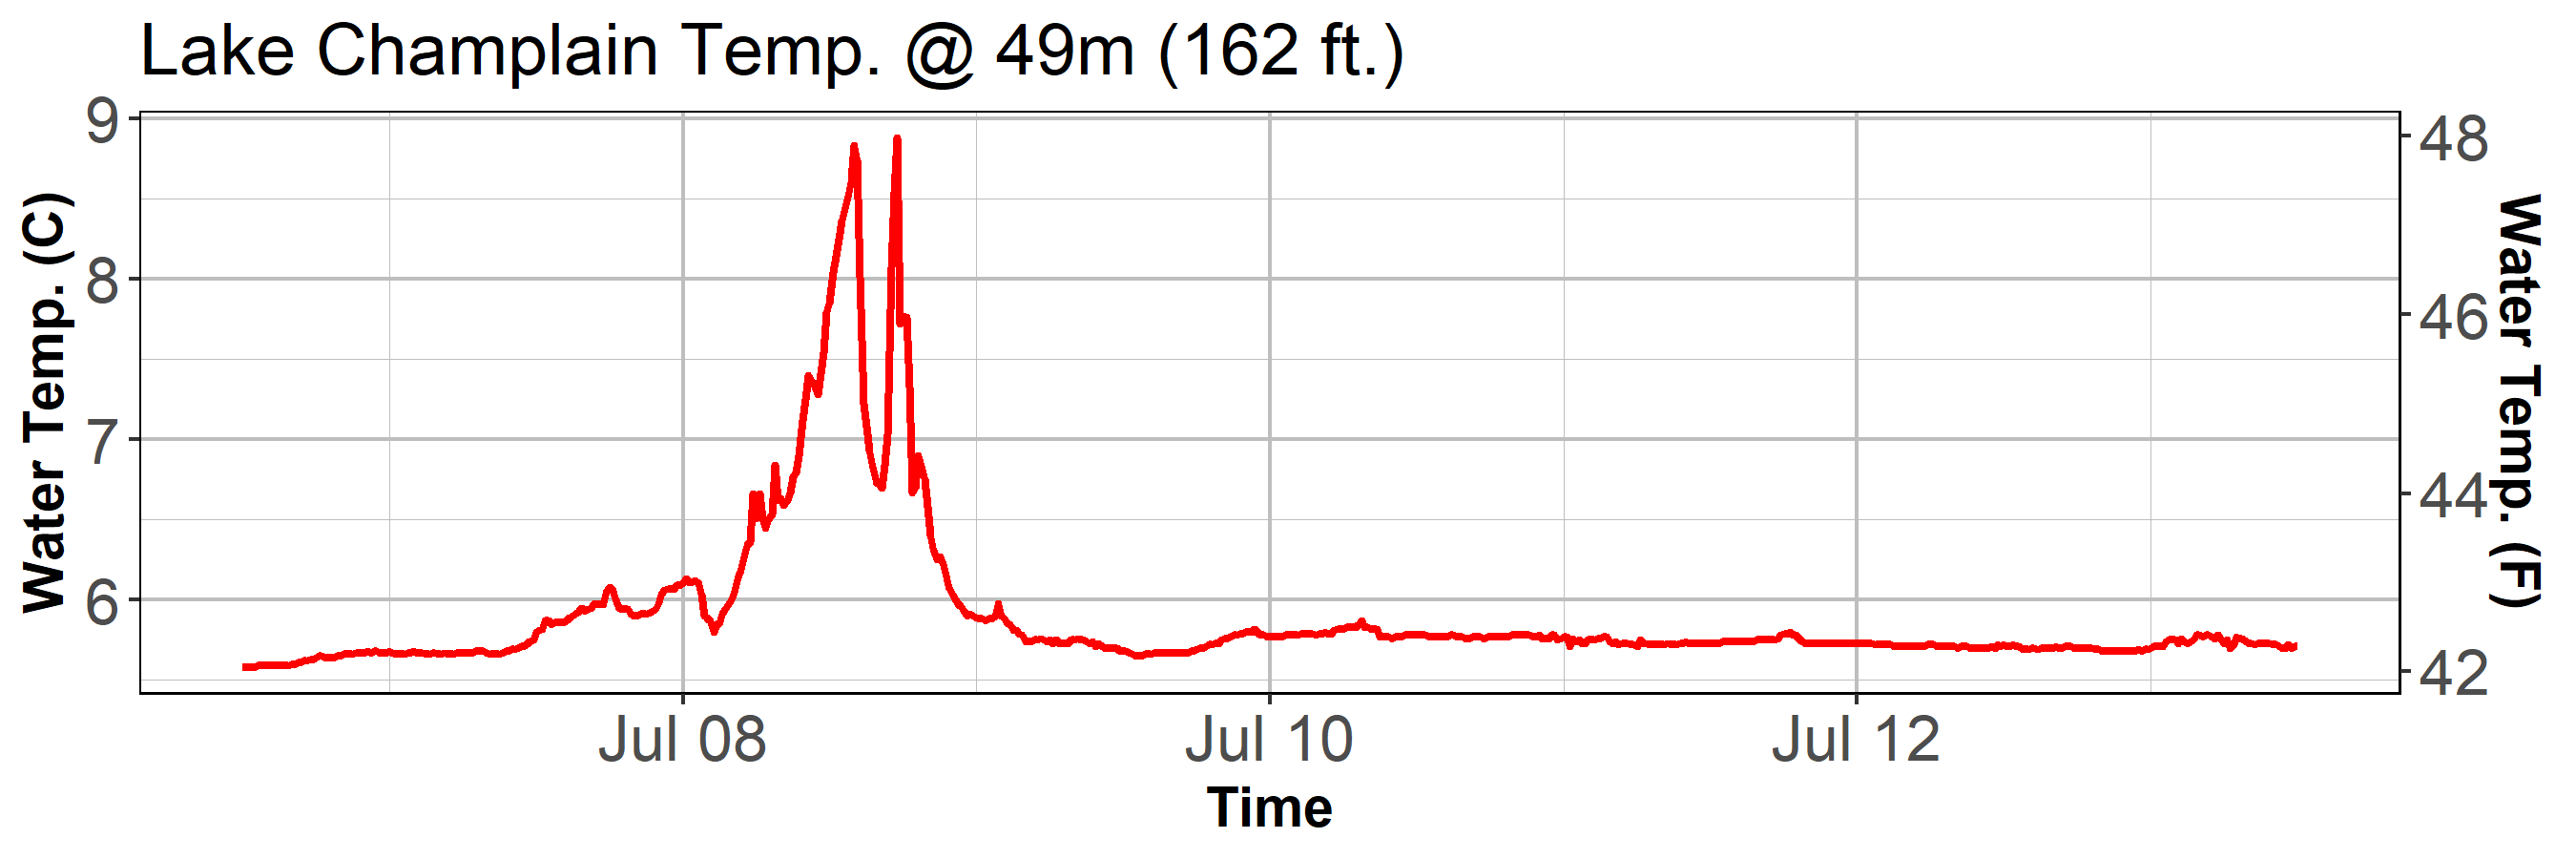 Lake Champlain Temp. @ 49m (162 ft.)
Water Temp. (C)
9
8
7
6
48
46
44
42
Water Temp. (F)
Jul 08 Jul 10 Jul 12
Time